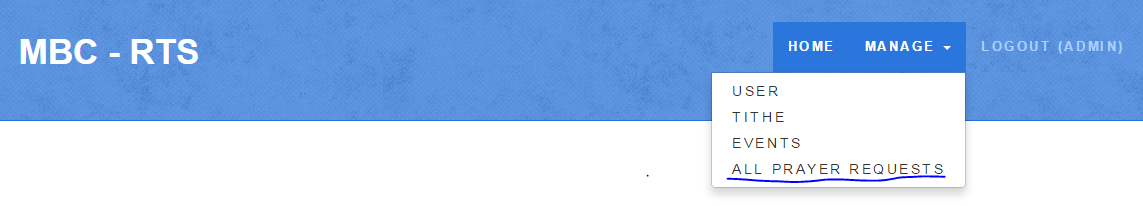 MBC - RTS
HOME MANAGE LOGOUT (ADMIN)
USER
TITHE
EVENTS
ALL PRAYER REQUESTS